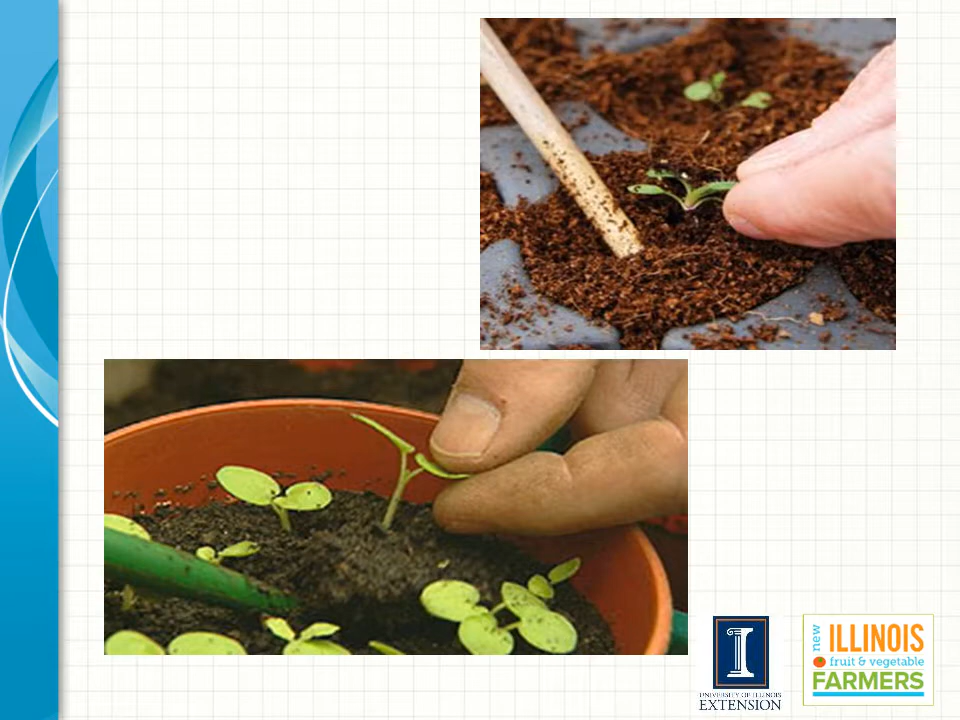 UNIVERSITY OF ILLINOIS
EXTENSION
new
ILLINOIS
fruit & vegetable
FARMERS